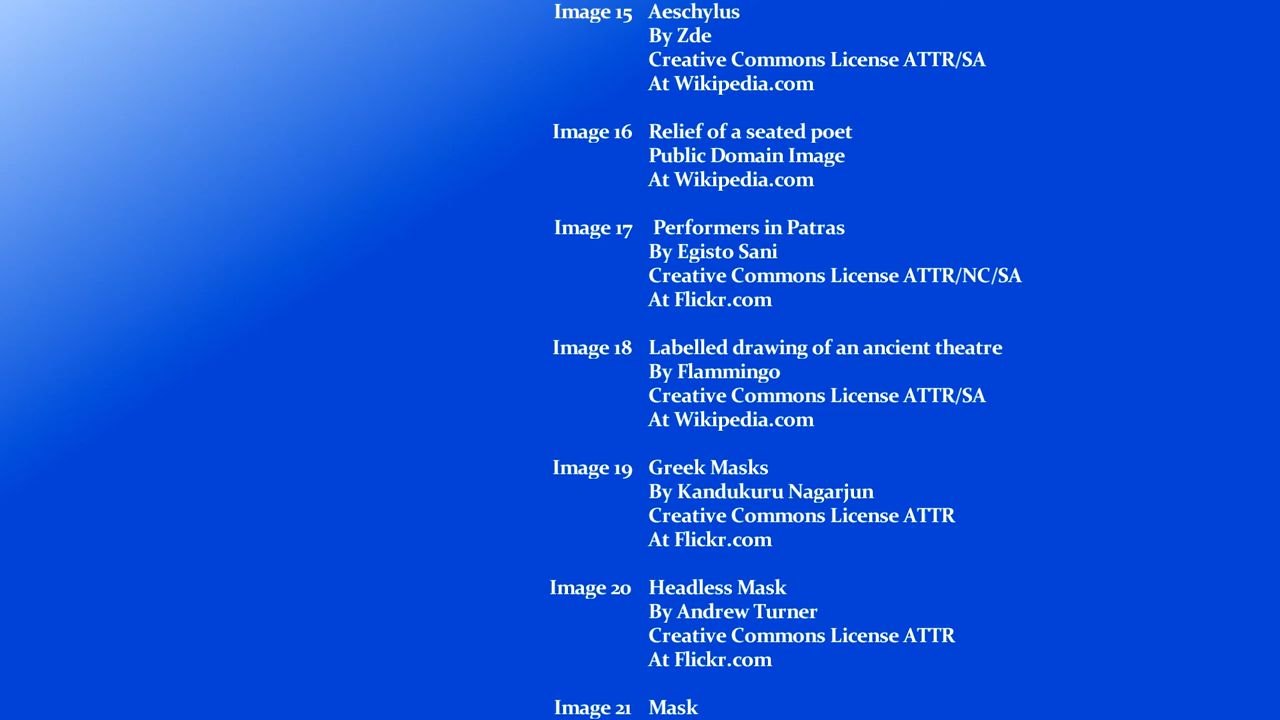 Image 15 Aeschylus
By Zde
Creative Commons License ATTR/SA
At Wikipedia.com
Image 16 Relief of a seated poet
Public Domain Image
At Wikipedia.com
Image 17 Performers in Patras
By Egisto Sani
Creative Commons License ATTR/NC/SA
At Flickr.com
Image 18 Labelled drawing of an ancient theatre
By Flammingo
Creative Commons License ATTR/SA
At Wikipedia.com
Image 19 Greek Masks
By Kandukuru Nagarjun
Creative Commons License ATTR
At Flickr.com
Image 20 Headless Mask
By Andrew Turner
Creative Commons License ATTR
At Flickr.com
Image 21 Mask